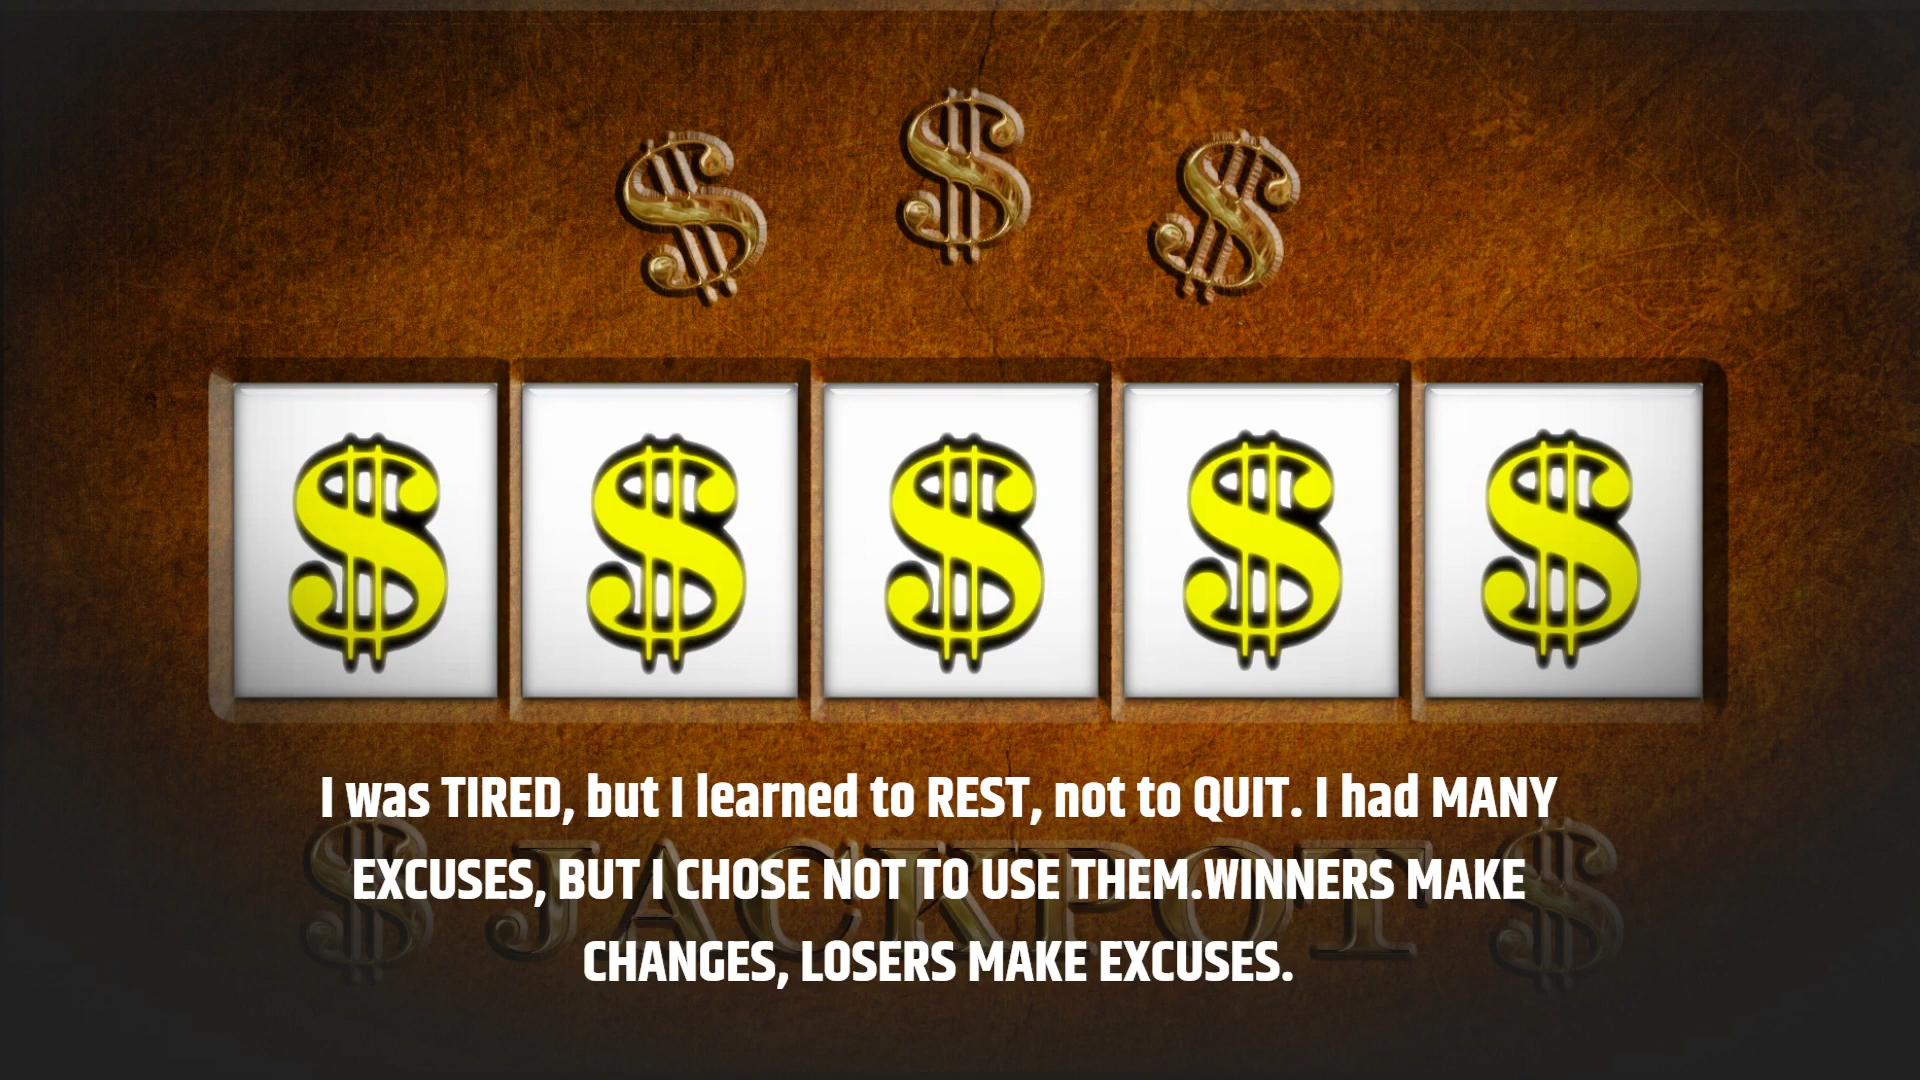 $ $ $
$ $ $ $ $
I was TIRED, but I learned to REST, not to QUIT. I had MANY
EXCUSES, BUT I CHOSE NOT TO USE THEM.WINNERS MAKE
$ JACKPOT $
CHANGES, LOSERS MAKE EXCUSES.